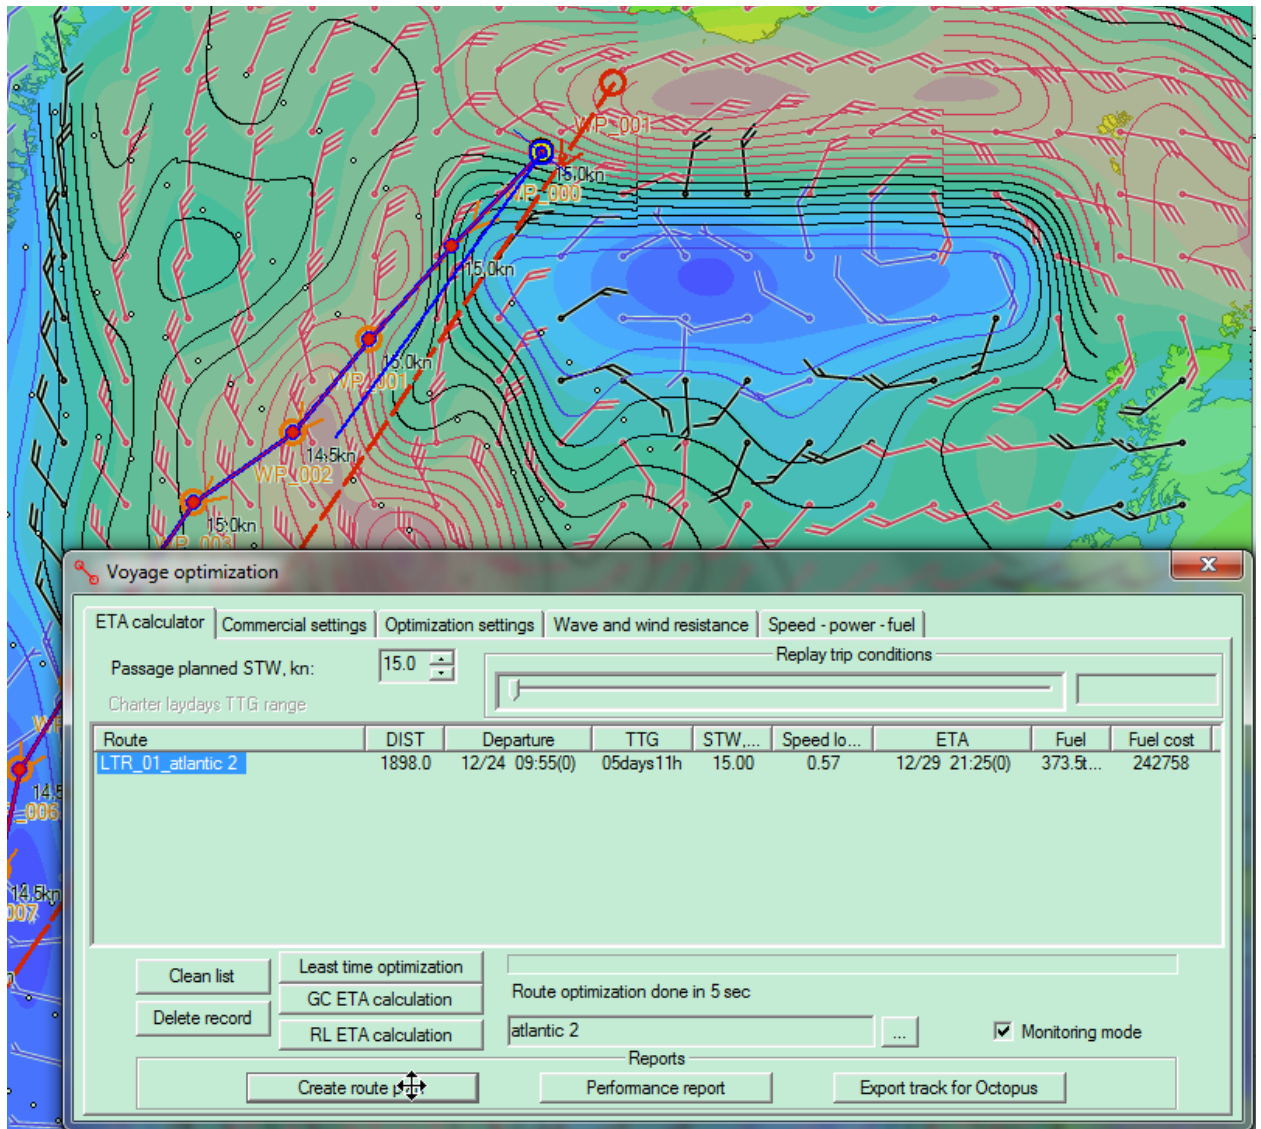 WP_001
15.0kn
WP_000
15.0kn
15.0kn
14.5kn
WP_002
15.0kn
Voyage optimization
ETA calculator Commercial settings Optimization settings Wave and wind resistance Speed - power - fuel
Passage planned STW, kn: 15.0 Replay trip conditions
Charter laydays TTG range
Route DIST Departure TTG STW,... Speed lo... ETA Fuel Fuel cost
LTR_01_atlantic 2 1898.0 12/24 09:55(0) 05days11h 15.00 0.57 12/29 21:25(0) 373.5t... 242758
14.5
_006
14.5kn
007
Clean list Least time optimization
GC ETA calculation Route optimization done in 5 sec
Delete record RL ETA calculation atlantic 2 ... Monitoring mode
Reports
Create route Performance report Export track for Octopus